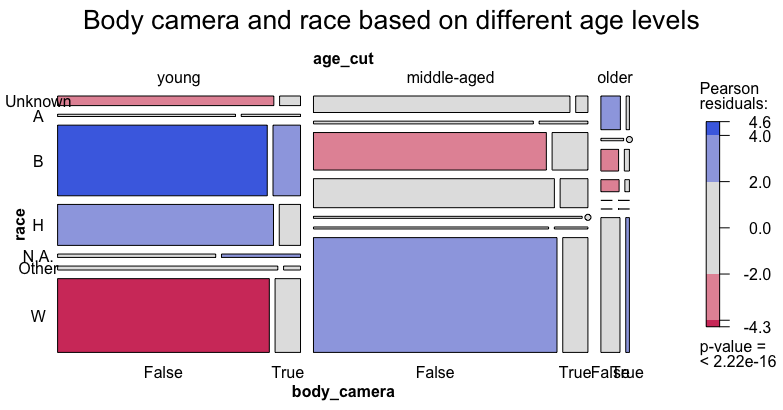 Body camera and race based on different age levels
age_cut
young middle-aged older
Pearson
residuals:
4.6
4.0
2.0
0.0
-2.0
-4.3
p-value =
< 2.22e-16
race
Unknown
A
B
H
N.A.
Other
W
False True False True False True
body_camera